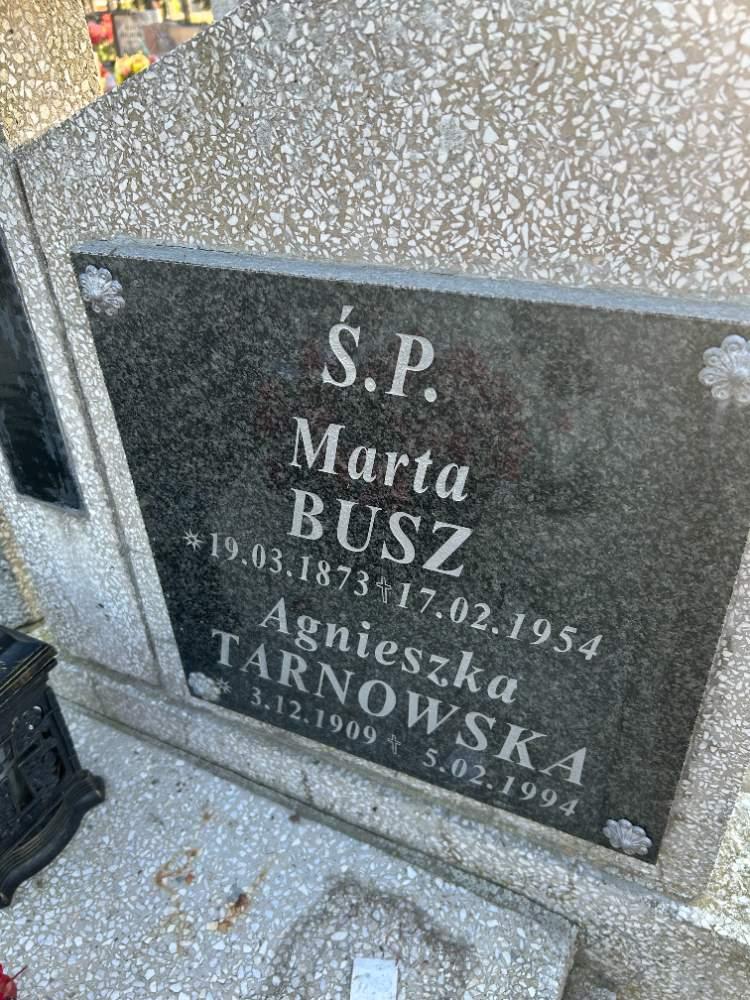 Ś.P.
Marta
BUSZ
* 19.03.1873 ✝ 17.02.1954
Agnieszka
TARNOWSKA
* 3.12.1909 ✝ 5.02.1994